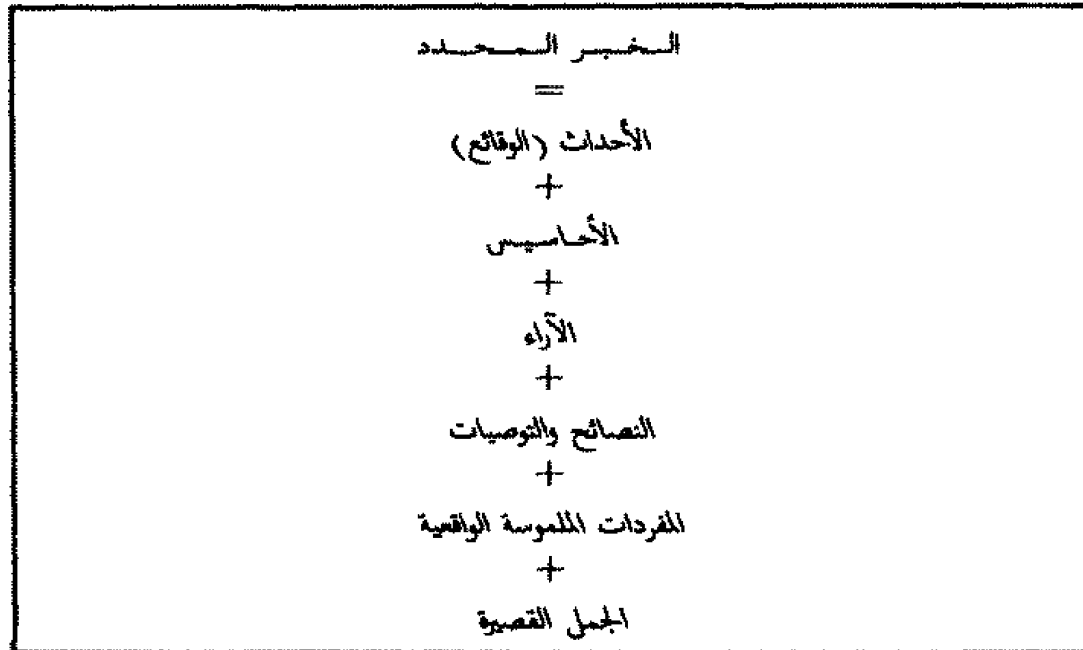 الخبر المحدد
=
الأحداث (الوقائع)
+
الأحاسيس
+
الآراء
+
النصائح والتوصيات
+
المفردات الملموسة الواقعية
+
الجمل القصيرة